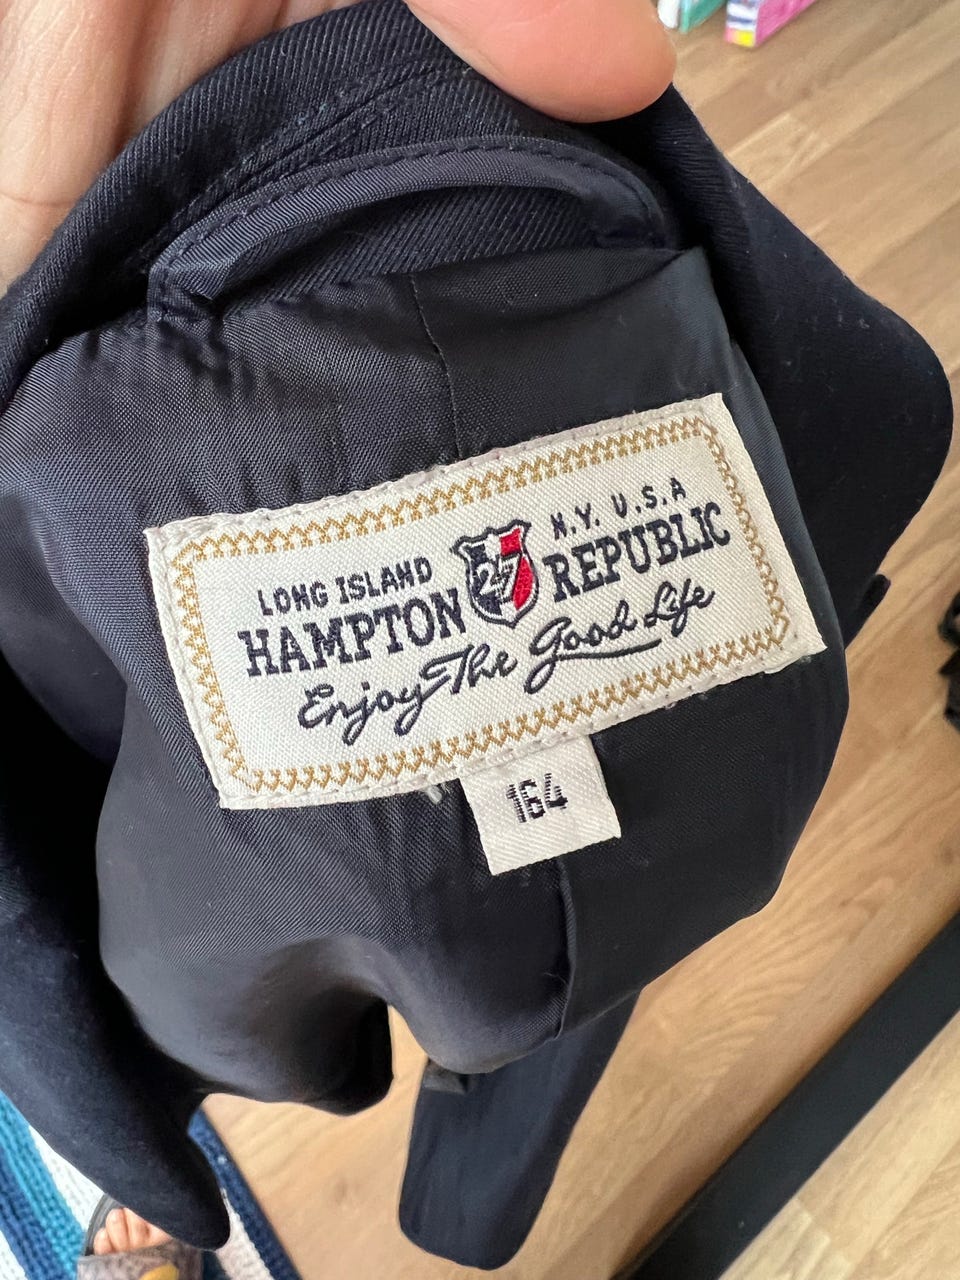 LONG ISLAND N.Y. U.S.A
HAMPTON 27 REPUBLIC
Enjoy The Good Life
164